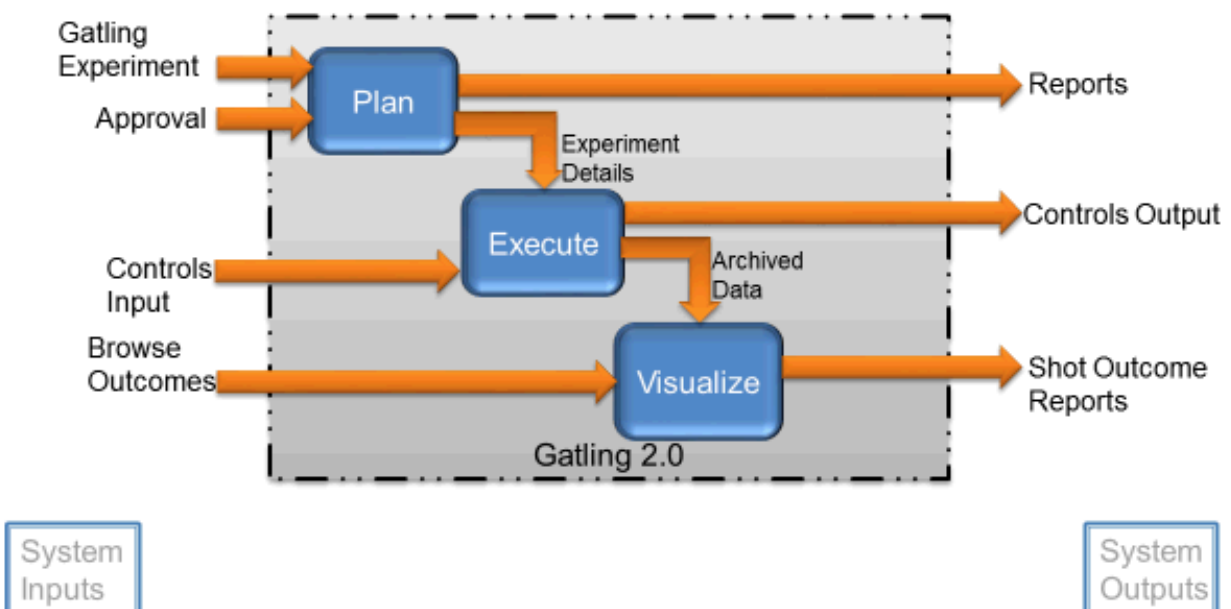 Gatling
Experiment
Approval
Plan
Reports
Experiment
Details
Execute
Controls Output
Controls
Input
Archived
Data
Browse
Outcomes
Visualize
Shot Outcome
Reports
Gatling 2.0
System
Inputs
System
Outputs